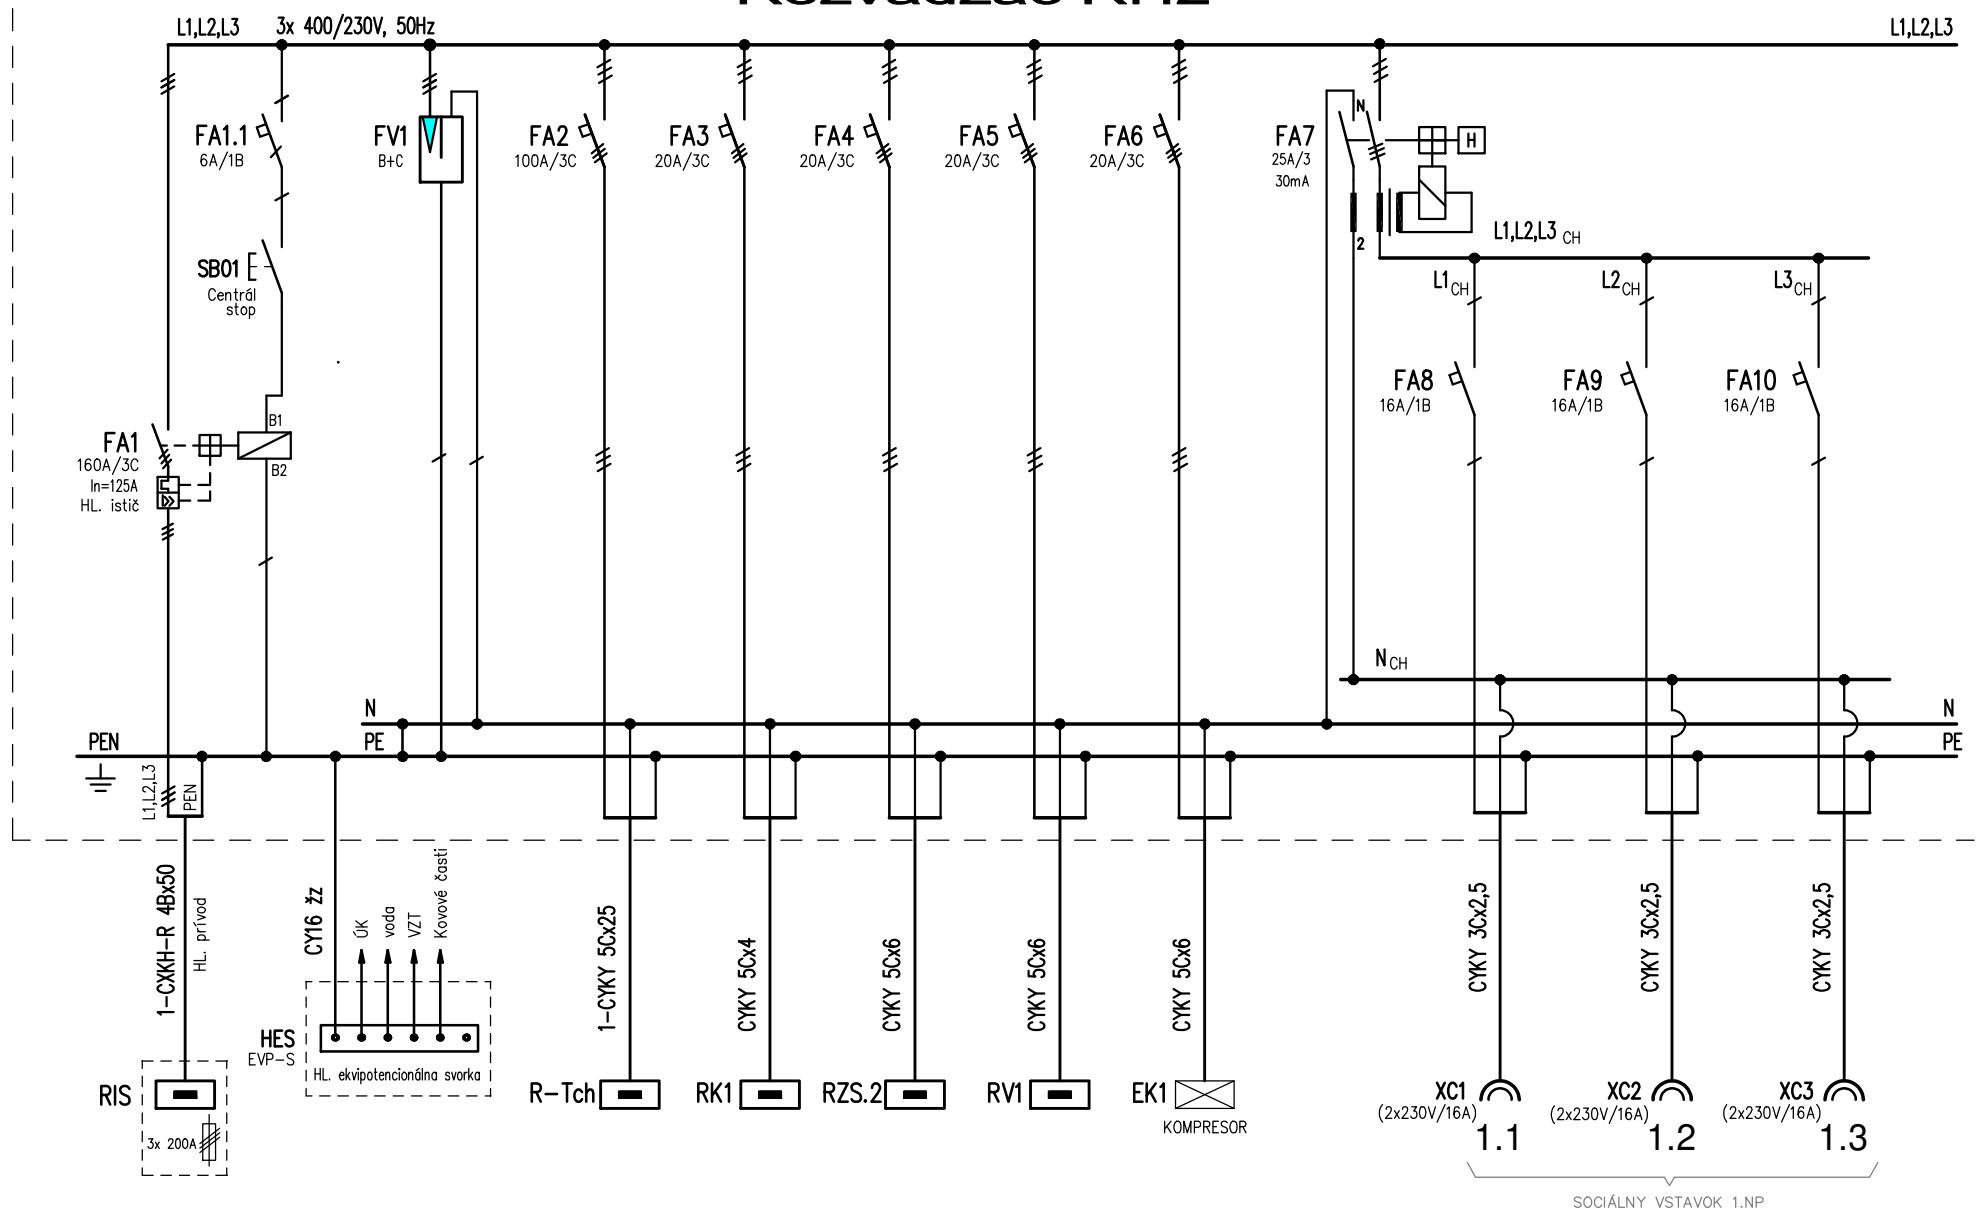 L1,L2,L3
3x 400/230V, 50Hz
L1,L2,L3
FA1.1
6A/1B
FV1
B+C
FA2
100A/3C
FA3
20A/3C
FA4
20A/3C
FA5
20A/3C
FA6
20A/3C
FA7
25A/3
30mA
N
H
2
SB01
Centrál
stop
L1,L2,L3 CH
L1 CH
L2 CH
L3 CH
FA8
16A/1B
FA9
16A/1B
FA10
16A/1B
FA1
160A/3C
In=125A
HL. istič
B1
B2
N CH
N
N
PEN
PE
PE
L1,L2,L3
PEN
1-CXKH-R 4Bx50
HL. prívod
CY16 žz
ÚK
voda
VZT
Kovové časti
1-CYKY 5Cx25
CYKY 5Cx4
CYKY 5Cx6
CYKY 5Cx6
CYKY 5Cx6
CYKY 3Cx2,5
CYKY 3Cx2,5
CYKY 3Cx2,5
HES
EVP-S
HL. ekvipotencionálna svorka
RIS
3x 200A
R-Tch
RK1
RZS.2
RV1
EK1
KOMPRESOR
XC1
(2x230V/16A)
1.1
XC2
(2x230V/16A)
1.2
XC3
(2x230V/16A)
1.3
SOCIÁLNY VSTAVOK 1.NP